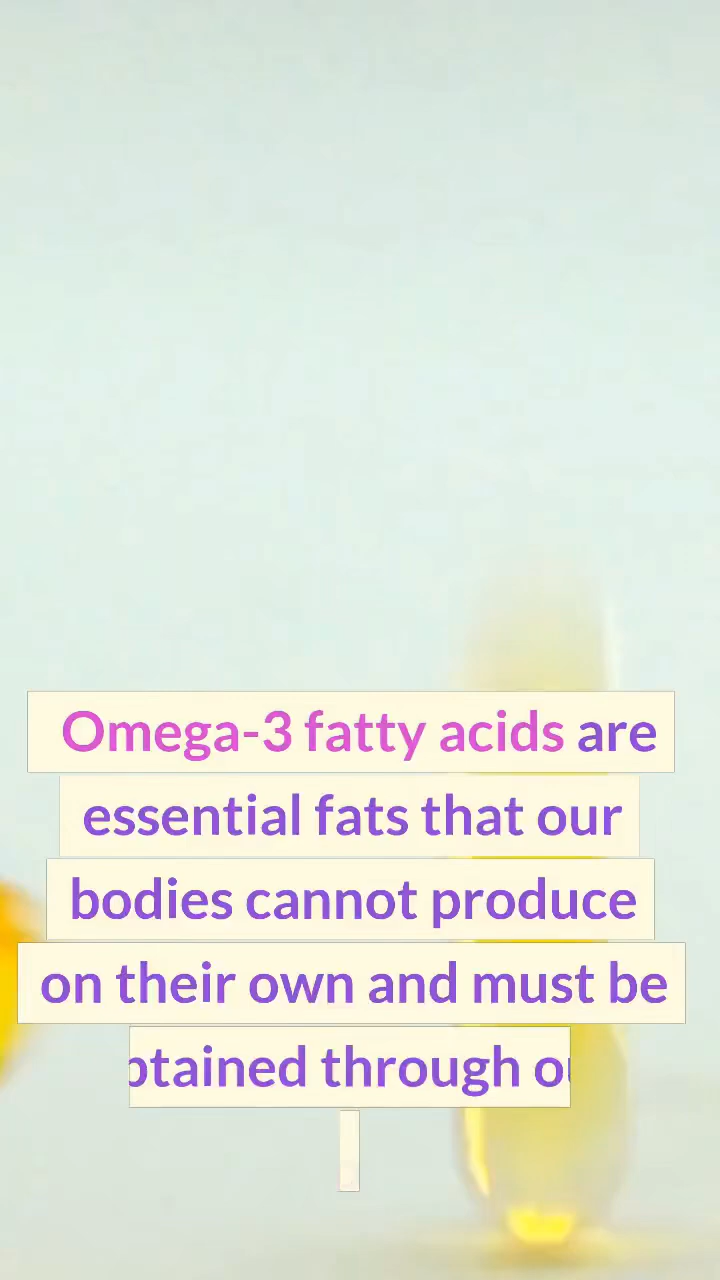 Omega-3 fatty acids are
essential fats that our
bodies cannot produce
on their own and must be
through